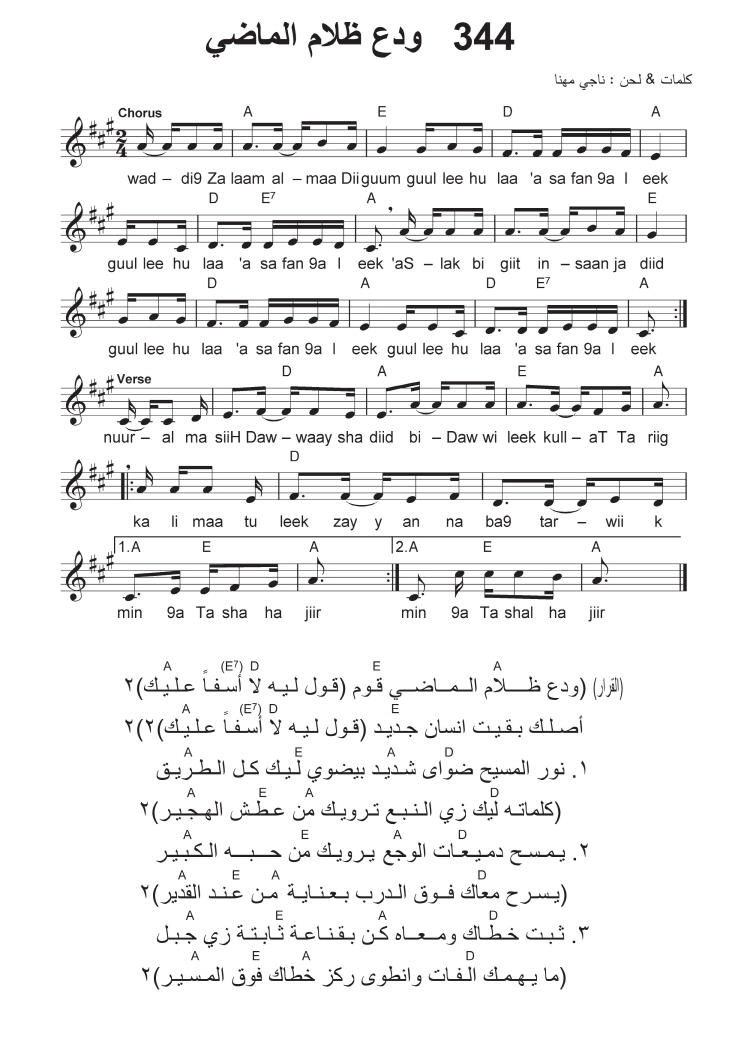 344 ودع ظلام الماضي
كلمات & لحن : ناجي مهنا
Chorus A E D A
2 4
wad – di9 Za laam al – maa Dii guum guul lee hu laa 'a sa fan 9a l eek
D E7 A E
guul lee hu laa 'a sa fan 9a l eek 'aS – lak bi giit in – saan ja diid
D A D E7 A
guul lee hu laa 'a sa fan 9a l eek guul lee hu laa 'a sa fan 9a l eek
Verse D A E A
nuur – al ma siiH Daw – waay sha diid bi – Daw wi leek kull – aT Ta riig
D
ka li maa tu leek zay y an na ba9 tar – wii k
1. A E A 2. A E A
min 9a Ta sha ha jiir min 9a Ta shal ha jiir
A (E7) D E A
(القرار) (ودع ظلام الماضي قوم (قول ليه لا أسفاً عليك)٢
A (E7) D E
أصلك بقيت انسان جديد (قول ليه لا أسفاً عليك)٢)٢
A E A D
١. نور المسيح ضواى شديد بيضوي ليك كل الطريق
A E A D
(كلماته ليك زي النبع ترويك من عطش الهجير)٢
A E A D
٢. يمسح دميعات الوجع يرويك من حبه الكبير
A E A D
(يسرح معاك فوق الدرب بعناية من عند القدير)٢
A E A D
٣. ثبت خطاك ومعاه كن بقناعة ثابتة زي جبل
A E A D
(ما يهمك الفات وانطوى ركز خطاك فوق المسير)٢